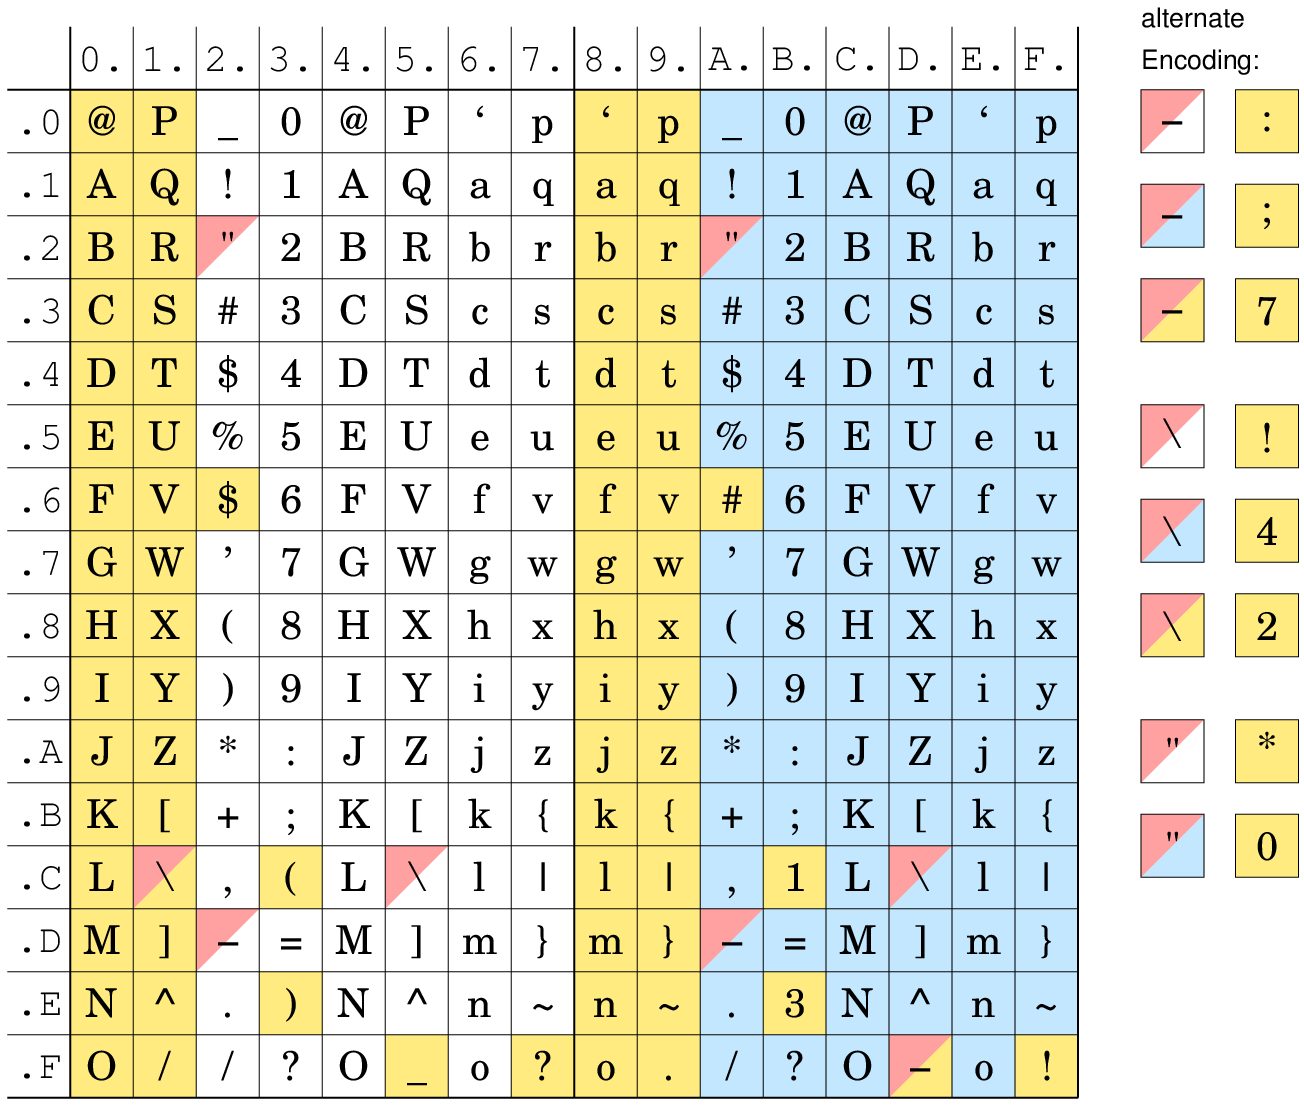 alternate
Encoding:
0. 1. 2. 3. 4. 5. 6. 7. 8. 9. A. B. C. D. E. F.
.0 @ P _ 0 @ P ‘ p ‘ p _ 0 @ P ‘ p – :
.1 A Q ! 1 A Q a q a q ! 1 A Q a q – ;
.2 B R " 2 B R b r b r " 2 B R b r
.3 C S # 3 C S c s c s # 3 C S c s – 7
.4 D T $ 4 D T d t d t $ 4 D T d t
.5 E U % 5 E U e u e u % 5 E U e u \ !
.6 F V $ 6 F V f v f v # 6 F V f v
.7 G W ’ 7 G W g w g w ’ 7 G W g w \ 4
.8 H X ( 8 H X h x h x ( 8 H X h x \ 2
.9 I Y ) 9 I Y i y i y ) 9 I Y i y
.A J Z * : J Z j z j z * : J Z j z " *
.B K [ + ; K [ k { k { + ; K [ k {
.C L \ , ( L \ l | l | , 1 L \ l | " 0
.D M ] – = M ] m } m } – = M ] m }
.E N ^ . ) N ^ n ~ n ~ . 3 N ^ n ~
.F O / / ? O _ o ? o . / ? O – o !